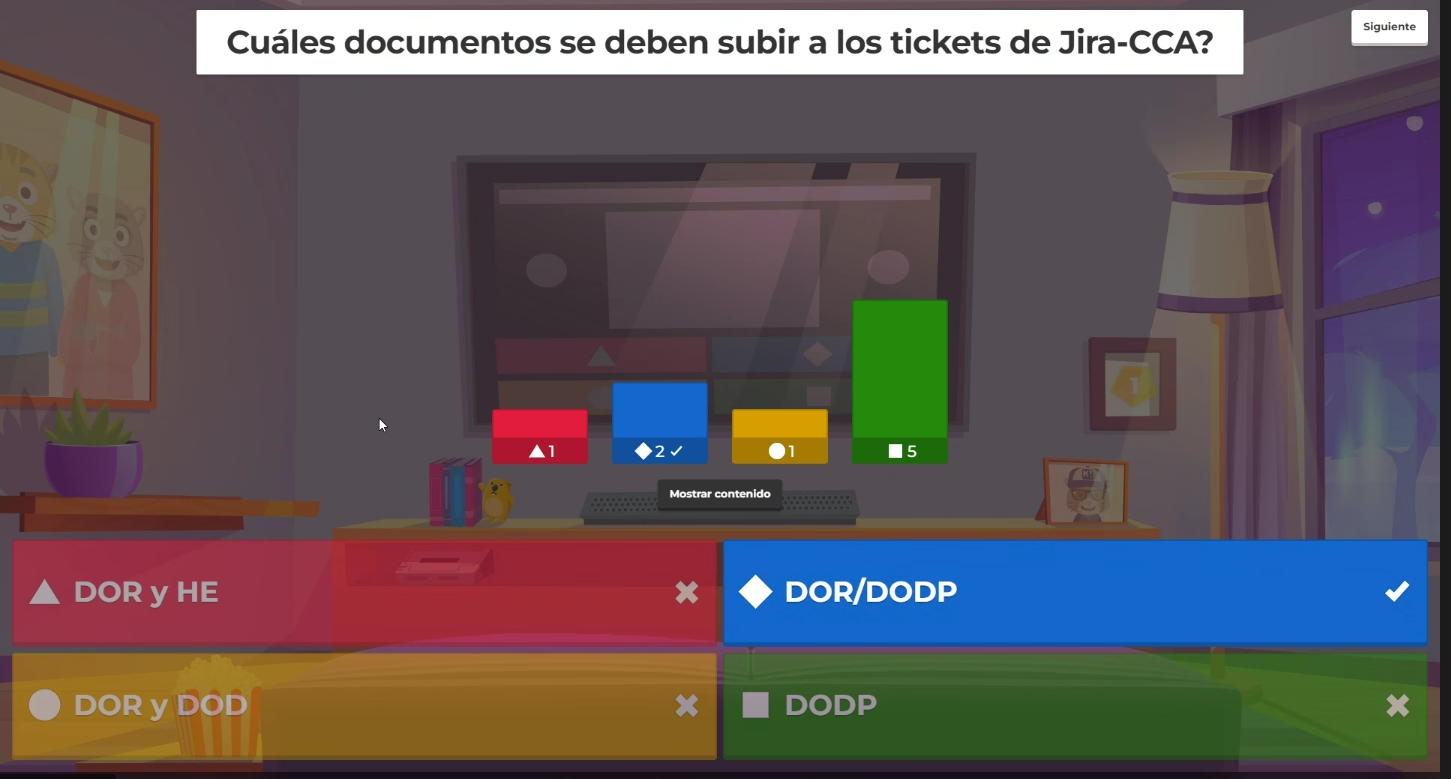 Cuáles documentos se deben subir a los tickets de Jira-CCA?
Siguiente
1
2
1
5
Mostrar contenido
DOR y HE
DOR/DODP
DOR y DOD
DODP